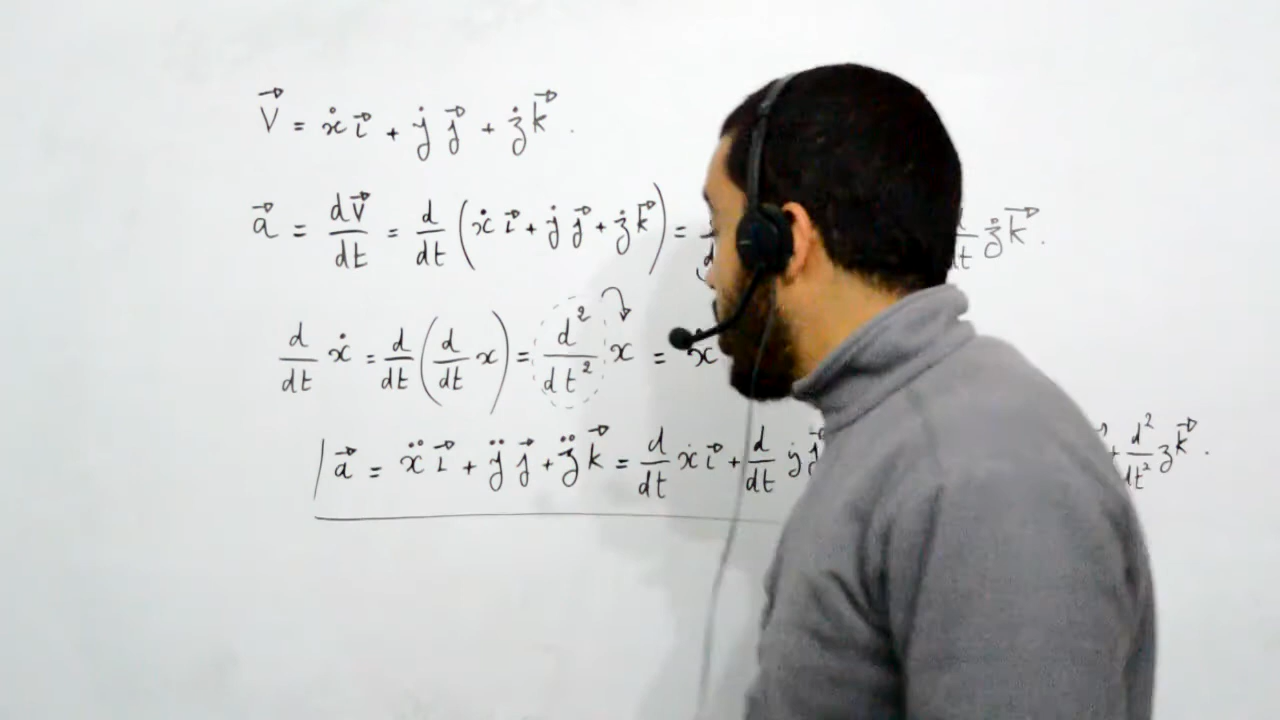 V⃗ = ẋ i⃗ + ẏ j⃗ + ż k⃗ .
a⃗ = dV⃗/dt = d/dt (ẋ i⃗ + ẏ j⃗ + ż k⃗) = dt ż k⃗ .
d/dt ẋ = d/dt (d/dt x) = d²/dt² x = ẍ
a⃗ = ẍ i⃗ + ÿ j⃗ + z̈ k⃗ = d/dt ẋ i⃗ + d/dt ẏ j⃗ + d²/dt² z k⃗ .